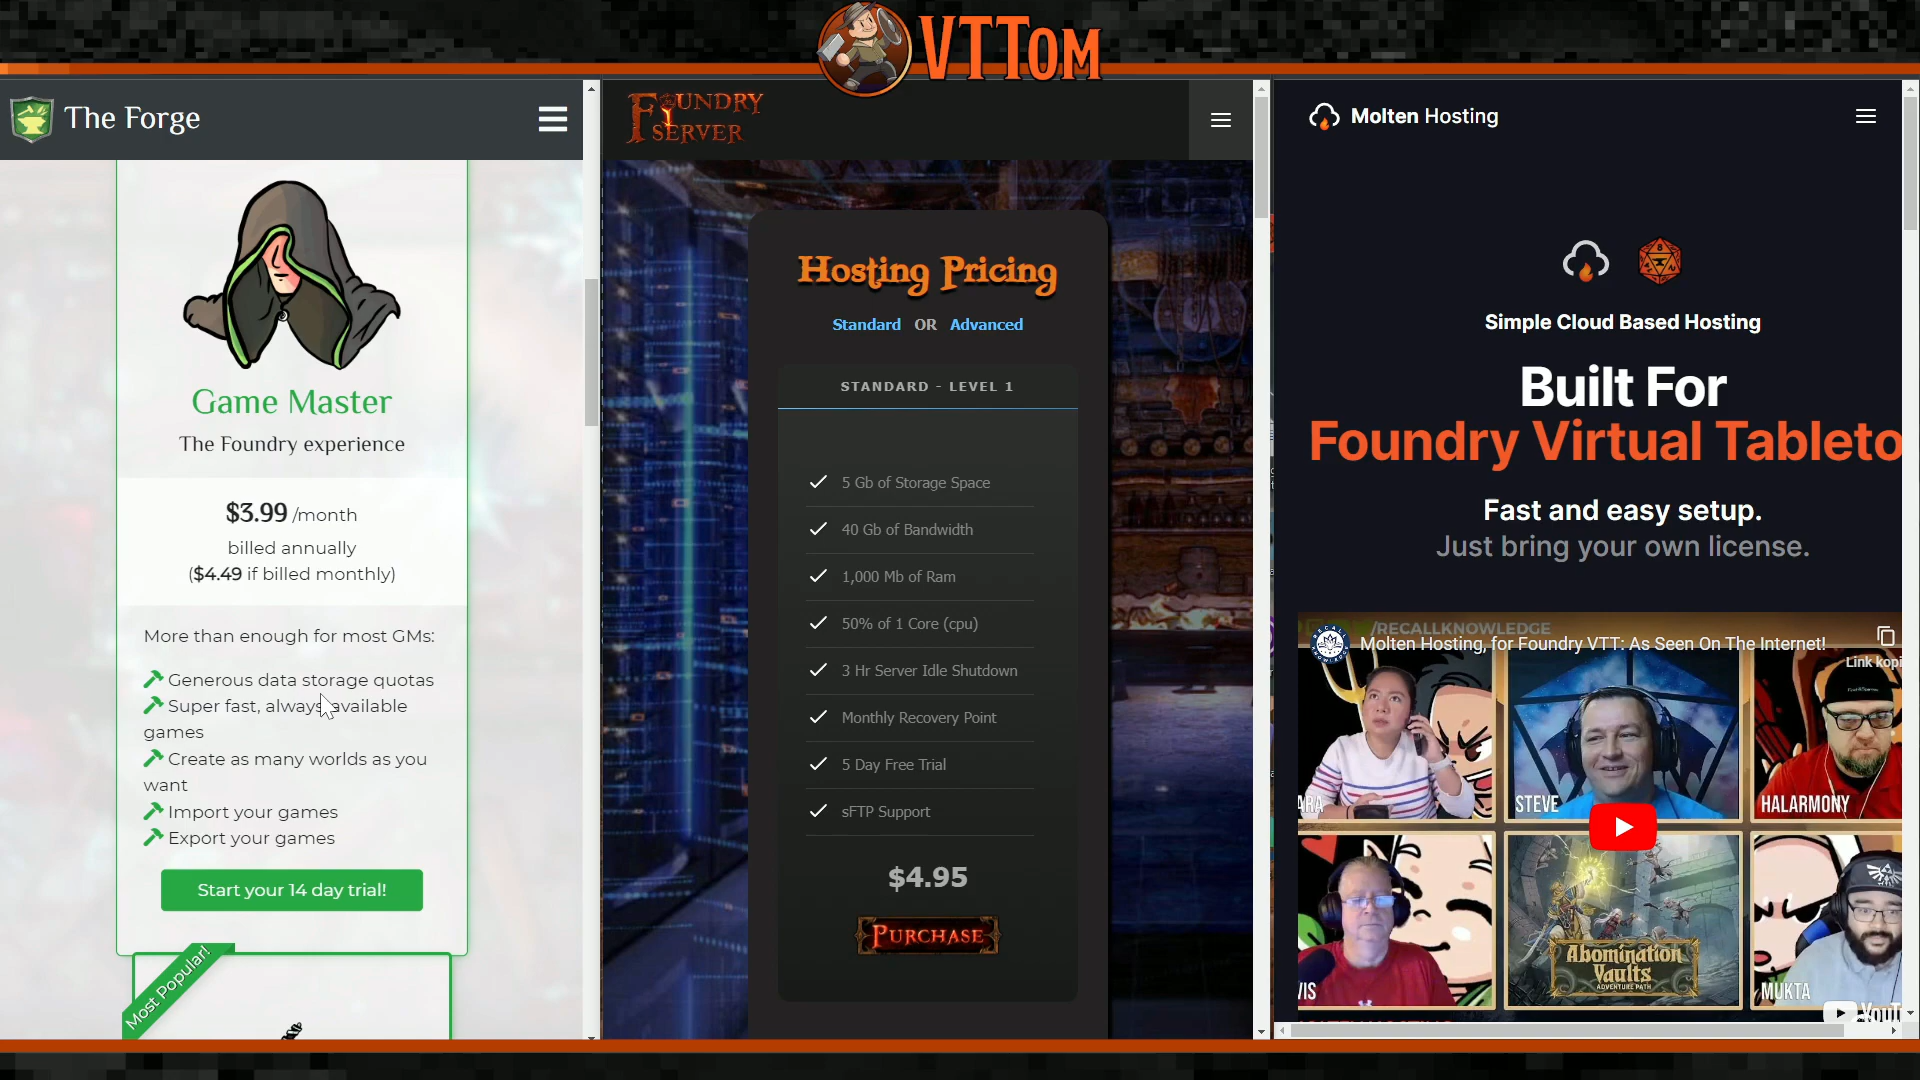 VTTOM
The Forge
Game Master
The Foundry experience
$3.99 /month
billed annually
($4.49 if billed monthly)
More than enough for most GMs:
Generous data storage quotas
Super fast, always available
games
Create as many worlds as you
want
Import your games
Export your games
Start your 14 day trial!
Most Popular!
FOUNDRY
SERVER
Hosting Pricing
Standard OR Advanced
STANDARD - LEVEL 1
5 Gb of Storage Space
40 Gb of Bandwidth
1,000 Mb of Ram
50% of 1 Core (cpu)
3 Hr Server Idle Shutdown
Monthly Recovery Point
5 Day Free Trial
sFTP Support
$4.95
PURCHASE
Molten Hosting
Simple Cloud Based Hosting
Built For
Foundry Virtual Tableto
Fast and easy setup.
Just bring your own license.
/RECALLKNOWLEDGE
Molten Hosting, for Foundry VTT: As Seen On The Internet!
Link kopi
ARA
STEVE
HALARMONY
VIS
Abomination
Vaults
ADVENTURE PATH
MUKTA